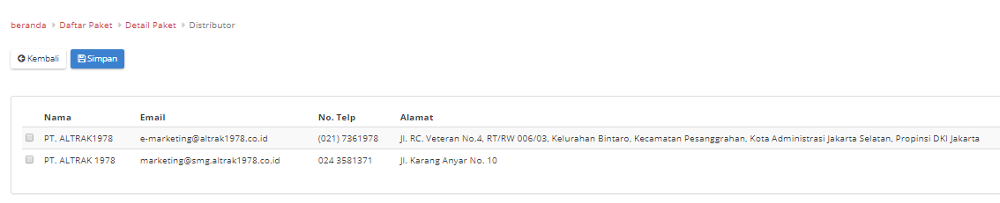 beranda Daftar Paket Detail Paket Distributor
Kembali Simpan
Nama Email No. Telp Alamat
PT. ALTRAK1978 e-marketing@altrak1978.co.id (021) 7361978 Jl. RC. Veteran No.4, RT/RW 006/03, Kelurahan Bintaro, Kecamatan Pesanggrahan, Kota Administrasi Jakarta Selatan, Propinsi DKI Jakarta
PT. ALTRAK 1978 marketing@smg.altrak1978.co.id 024 3581371 Jl. Karang Anyar No. 10